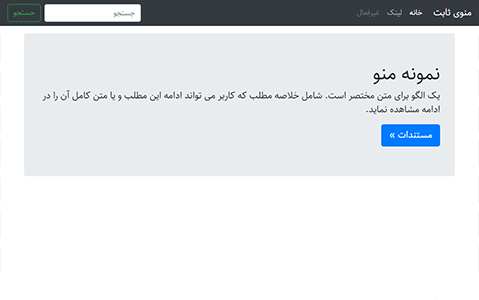 منوی ثابت
خانه
لینک
غیرفعال
جستجو
جستجو
نمونه منو
یک الگو برای متن مختصر است. شامل خلاصه مطلب که کاربر می تواند ادامه این مطلب و یا متن کامل آن را در
ادامه مشاهده نماید.
مستندات »